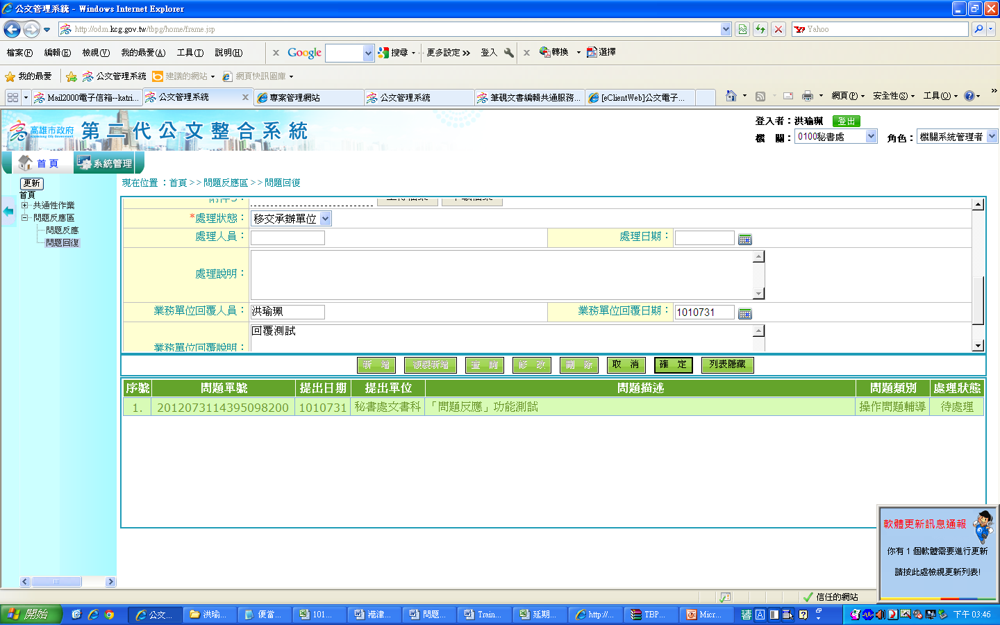 公文管理系統 - Windows Internet Explorer
http://odm.kcg.gov.tw/tbpg/home/frame.jsp
Yahoo
檔案(F) 編輯(E) 檢視(V) 我的最愛(A) 工具(T) 說明(H)
Google 搜尋 更多設定 >> 登入 轉換 選擇
我的最愛 公文管理系統 建議的網站 網頁快訊圖庫
Mail2000電子信箱--katri... 公文管理系統 專案管理網站 公文管理系統 筆硯文書編輯共通服務... [eClientWeb]公文電子... 網頁(P) 安全性(S) 工具(O)
高雄市政府 第二代公文整合系統
登入者：洪瑜珮 登出
機 關：0100秘書處 角色：機關系統管理者
首頁 系統管理
更新
首頁
共通性作業
問題反應區
問題反應
問題回復
現在位置 ：首頁 >> 問題反應區 >> 問題回復
*處理狀態： 移交承辦單位
處理人員： 處理日期：
處理說明：
業務單位回覆人員： 洪瑜珮 業務單位回覆日期： 1010731
業務單位回覆說明： 回覆測試
新 增 複製新增 查 詢 修 改 刪 除 取 消 確 定 列表隱藏
序號 問題單號 提出日期 提出單位 問題描述 問題類別 處理狀態
1. 2012073114395098200 1010731 秘書處文書科 「問題反應」功能測試 操作問題輔導 待處理
軟體更新訊息通報
你有 1 個軟體需要進行更新
請按此處檢視更新列表!
信任的網站
開始 公文... 洪瑜... 便當... 101... 港津... 問題... Train... 延期... http://... TBP... Micr... 下午 03:46